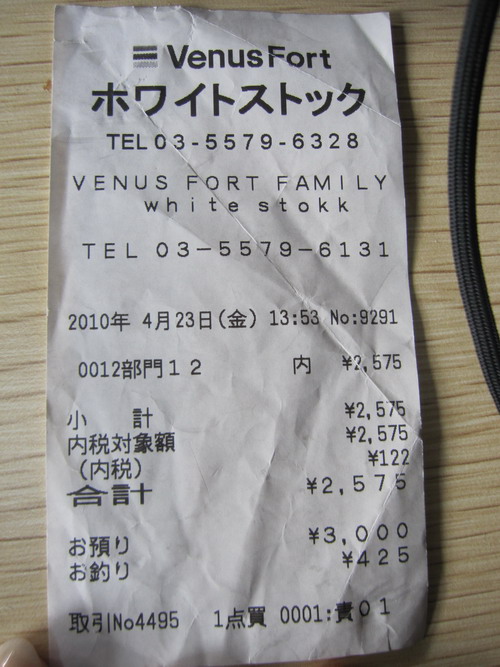 VenusFort
ホワイトストック
TEL 03-5579-6328
VENUS FORT FAMILY
white stokk
TEL 03-5579-6131
2010年 4月23日(金) 13:53 No:9291
0012部門12 内 ¥2,575
小計 ¥2,575
内税対象額 ¥2,575
(内税) ¥122
合計 ¥2,575
お預り ¥3,000
お釣り ¥425
取引No4495 1点買 0001:責01